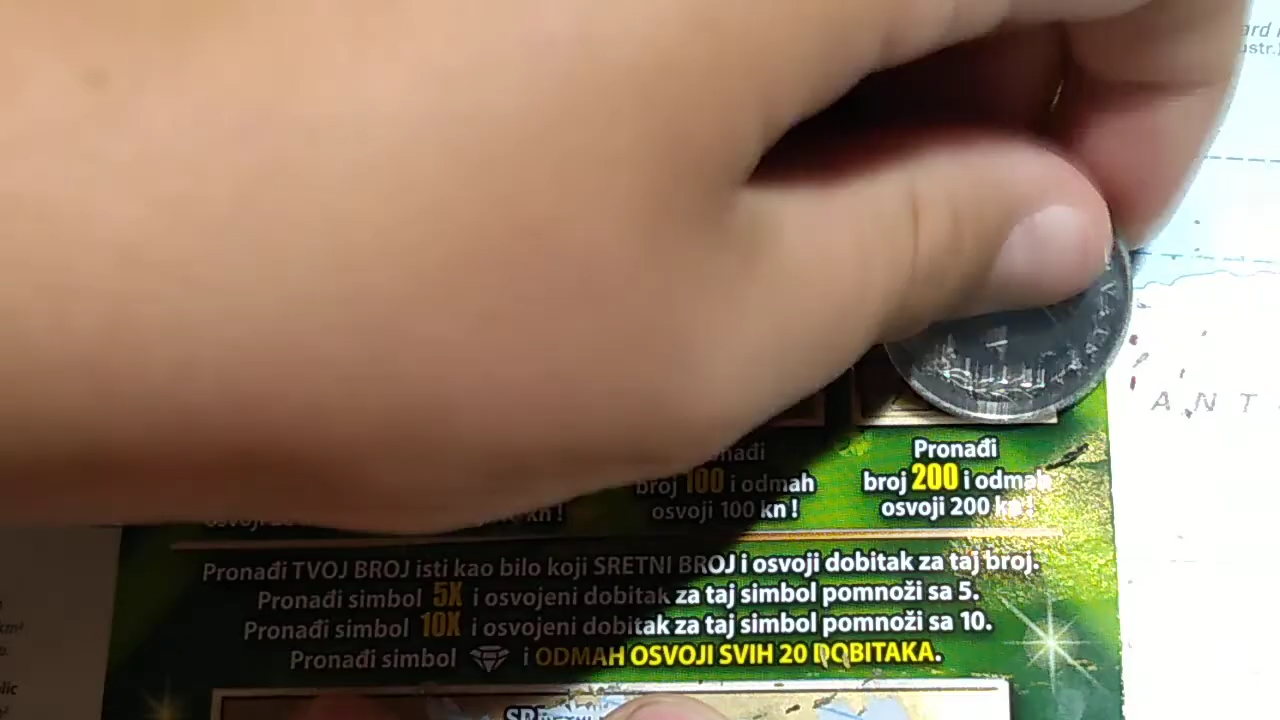 ustr.)
ANT
Pronađi
broj 100 i odmah
broj 200 i odmah
osvoji 100 kn!
osvoji 200 kn!
Pronađi TVOJ BROJ isti kao bilo koji SRETNI BROJ i osvoji dobitak za taj broj.
Pronađi simbol 5X i osvojeni dobitak za taj simbol pomnoži sa 5.
Pronađi simbol 10X i osvojeni dobitak za taj simbol pomnoži sa 10.
Pronađi simbol i ODMAH OSVOJI SVIH 20 DOBITAKA.